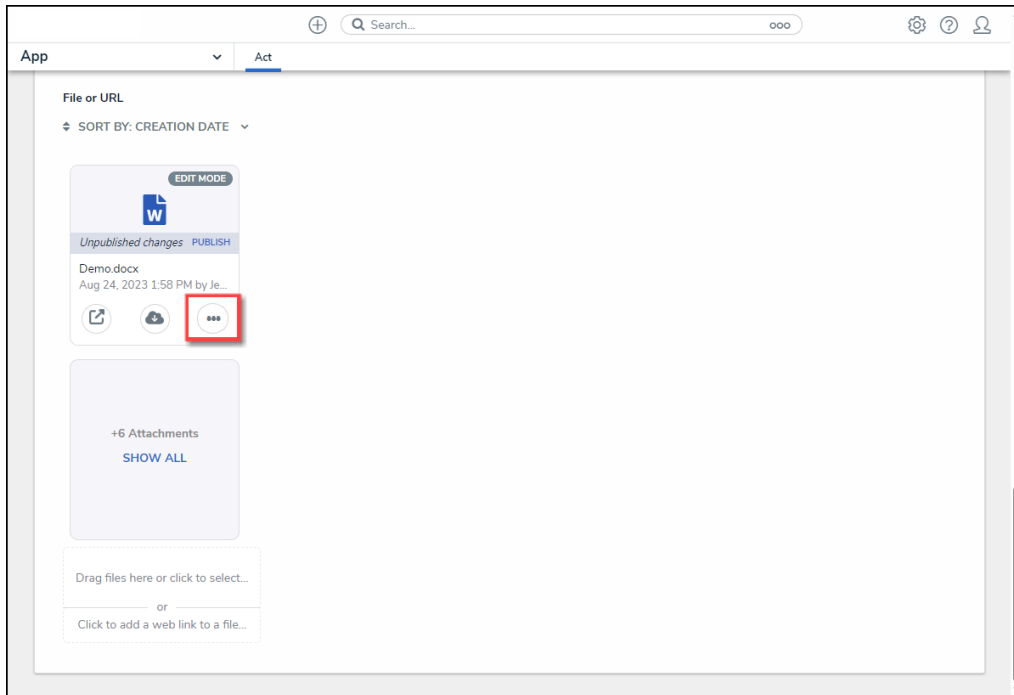 Search...
App
Act
File or URL
SORT BY: CREATION DATE
EDIT MODE
W
Unpublished changes PUBLISH
Demo.docx
Aug 24, 2023 1:58 PM by Je...
+6 Attachments
SHOW ALL
Drag files here or click to select...
or
Click to add a web link to a file...